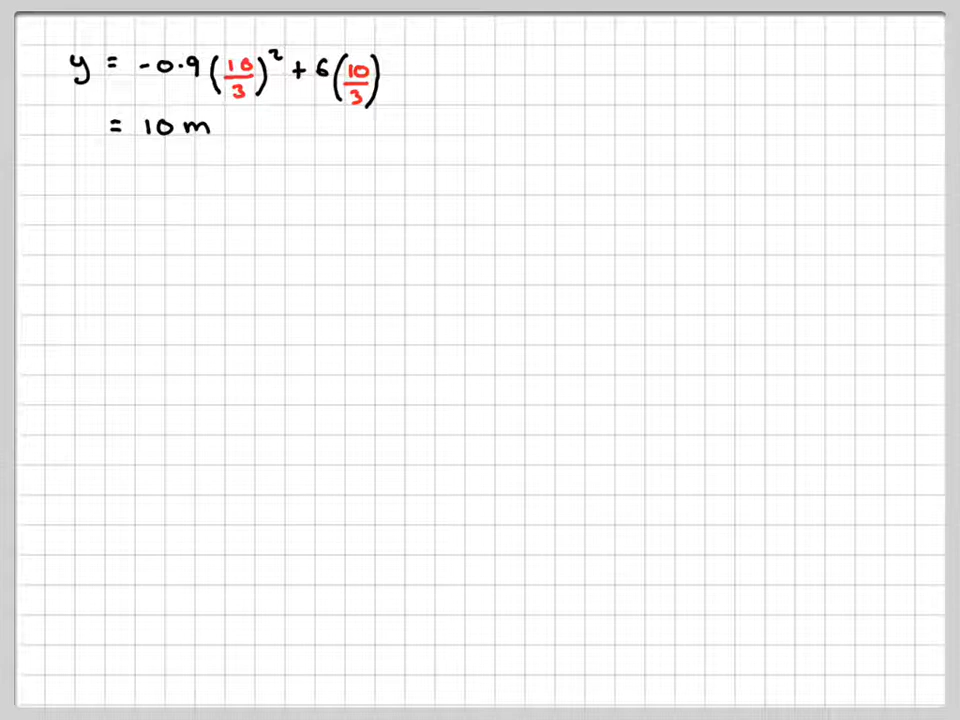 y = -0.9(10/3)² + 6(10/3)
= 10 m